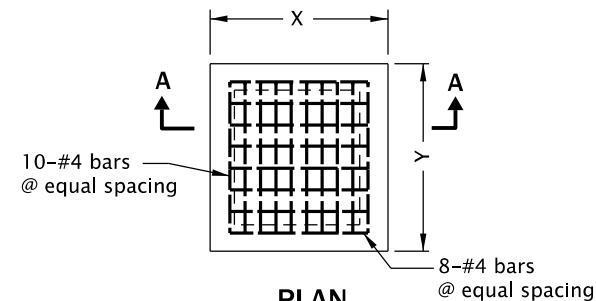 X
A
A
Y
10-#4 bars
@ equal spacing
8-#4 bars
@ equal spacing
PLAN